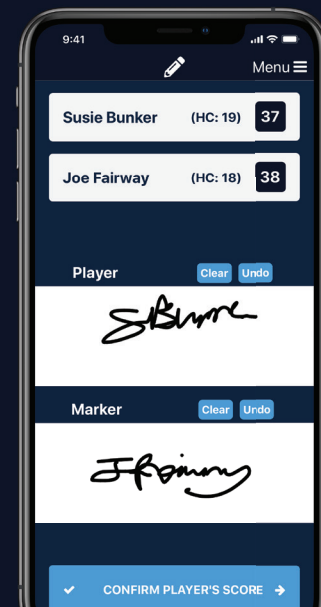 9:41
Menu
Susie Bunker (HC: 19) 37
Joe Fairway (HC: 18) 38
Player Clear Undo
Marker Clear Undo
CONFIRM PLAYER'S SCORE